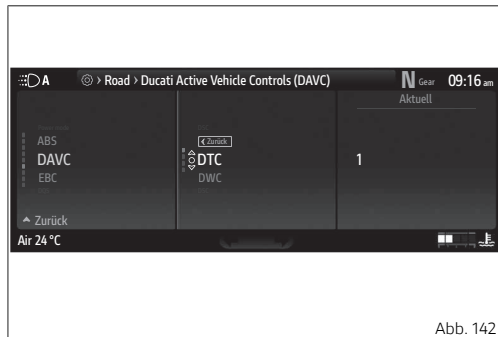 A > Road > Ducati Active Vehicle Controls (DAVC) N Gear 09:16 am
Aktuell
ABS
DAVC
EBC
Zurück
DTC
DWC
1
Zurück
Air 24 °C
Abb. 142